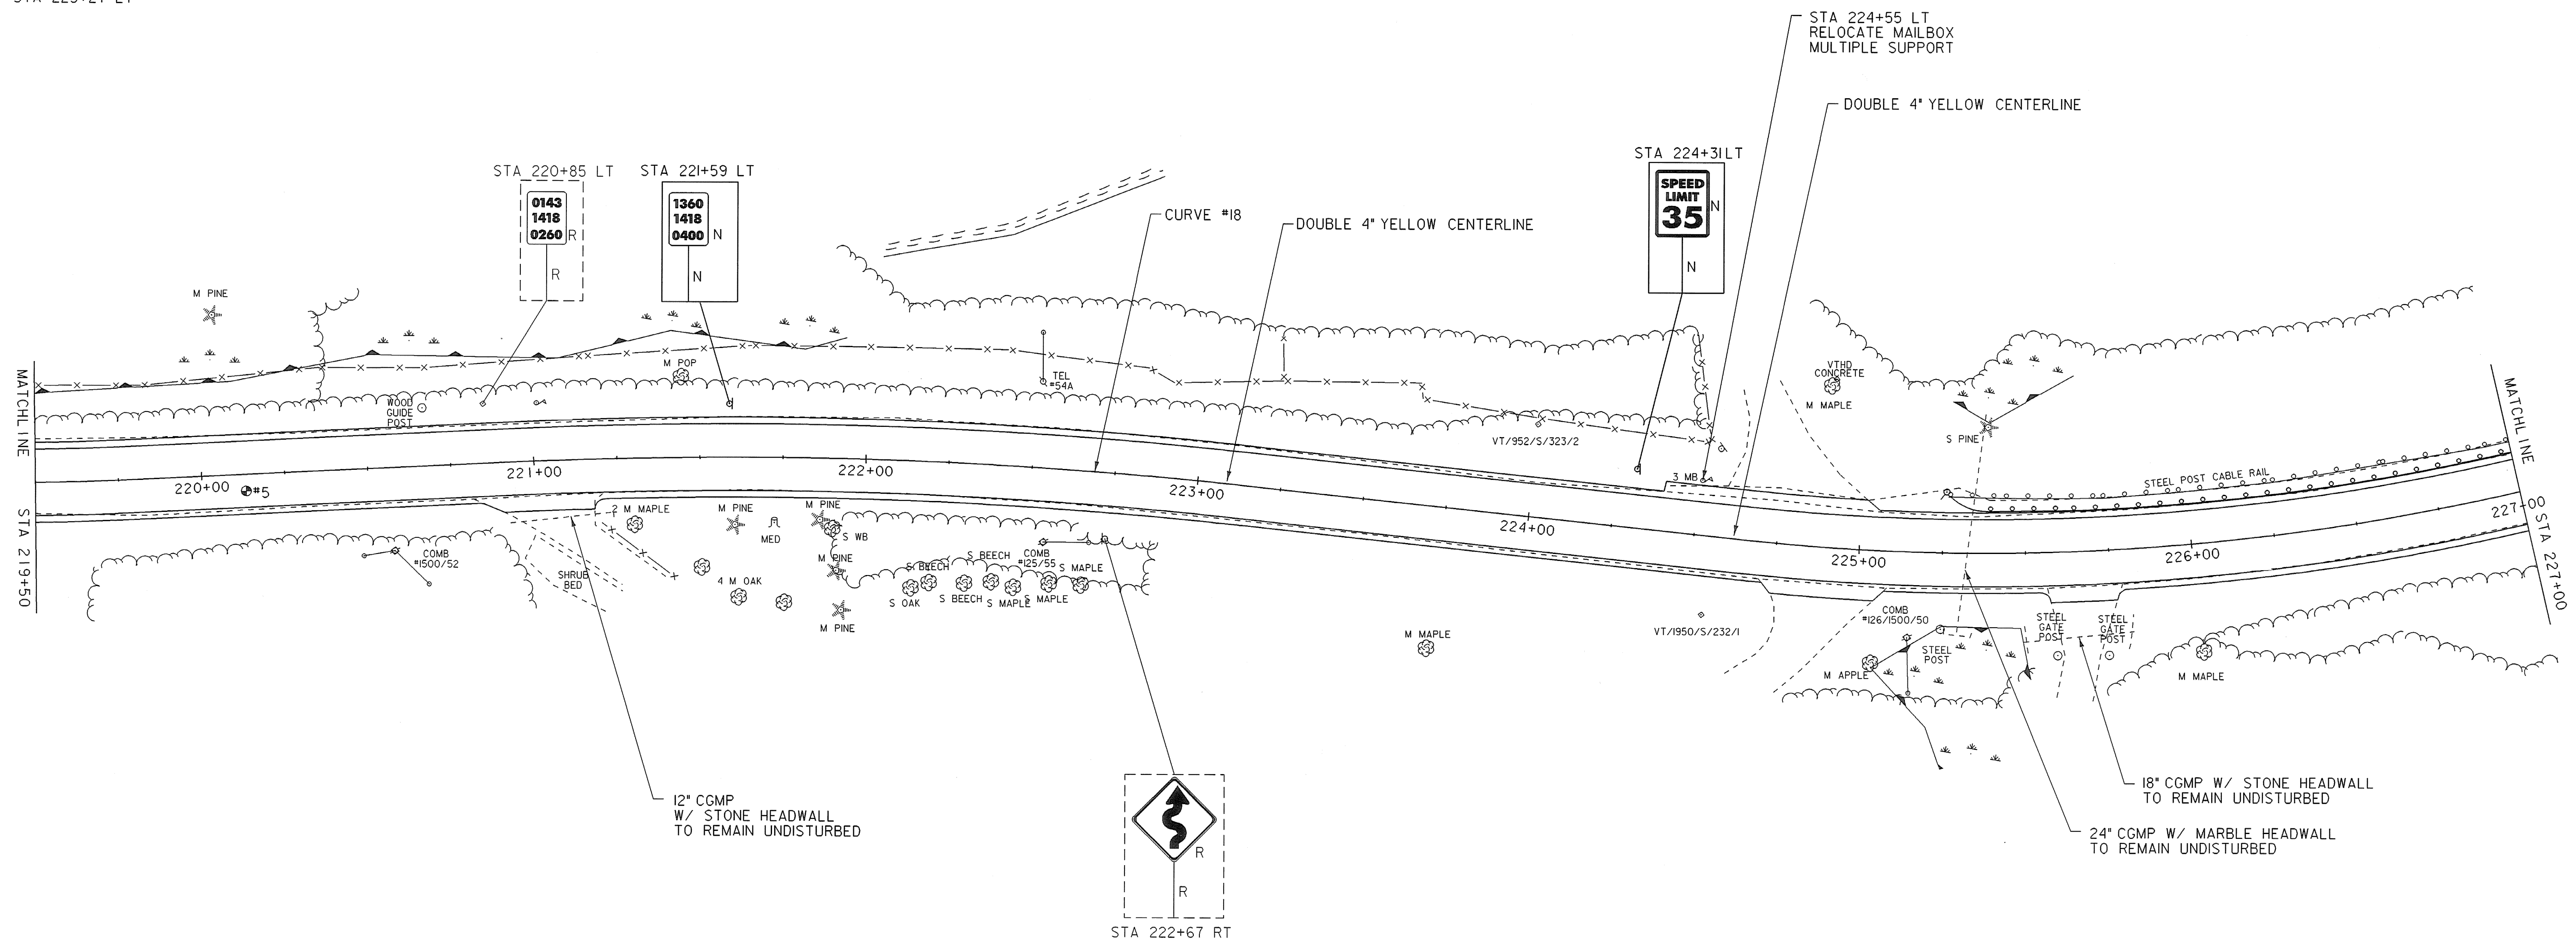 STA 224+55 LT
RELOCATE MAILBOX
MULTIPLE SUPPORT
DOUBLE 4" YELLOW CENTERLINE
STA 220+85 LT
0143
1418
0260 R
R
STA 221+59 LT
1360
1418
0400 N
N
CURVE #18
DOUBLE 4" YELLOW CENTERLINE
STA 224+31 LT
SPEED
LIMIT
35
N
N
M PINE
M POP
WOOD
GUIDE
POST
TEL
#54A
VT/952/S/323/2
3 MB
VTHD
CONCRETE
M MAPLE
S PINE
STEEL POST CABLE RAIL
MATCHLINE
STA 219+50
MATCHLINE
STA 227+00
220+00
#5
221+00
222+00
223+00
224+00
225+00
226+00
227+00
COMB
#1500/52
SHRUB
BED
2 M MAPLE
M PINE
MED
M PINE
S WB
M PINE
4 M OAK
M PINE
S BEECH
S BEECH
COMB
#125/55
S MAPLE
S OAK
S BEECH
S MAPLE
S MAPLE
M MAPLE
VT/1950/S/232/1
COMB
#126/1500/50
STEEL
POST
M APPLE
STEEL
GATE
POST
STEEL
GATE
POST
M MAPLE
12" CGMP
W/ STONE HEADWALL
TO REMAIN UNDISTURBED
18" CGMP W/ STONE HEADWALL
TO REMAIN UNDISTURBED
24" CGMP W/ MARBLE HEADWALL
TO REMAIN UNDISTURBED
R
R
STA 222+67 RT